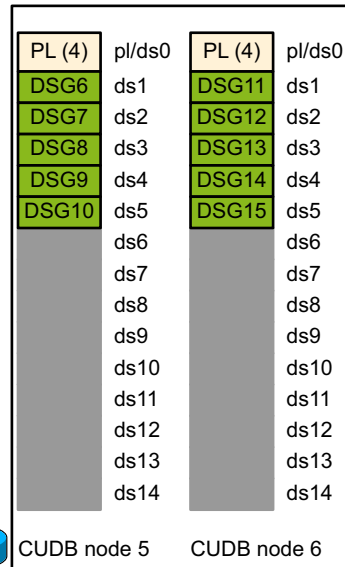 PL (4) pl/ds0 PL (4) pl/ds0
DSG6 ds1 DSG11 ds1
DSG7 ds2 DSG12 ds2
DSG8 ds3 DSG13 ds3
DSG9 ds4 DSG14 ds4
DSG10 ds5 DSG15 ds5
ds6 ds6
ds7 ds7
ds8 ds8
ds9 ds9
ds10 ds10
ds11 ds11
ds12 ds12
ds13 ds13
ds14 ds14
CUDB node 5 CUDB node 6